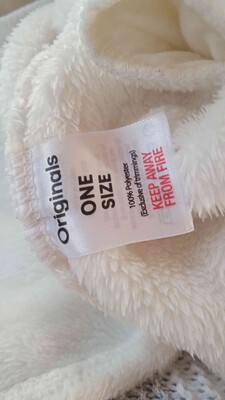 Originals
ONE
SIZE
100% Polyester
(Exclusive of trimmings)
KEEP AWAY
FROM FIRE